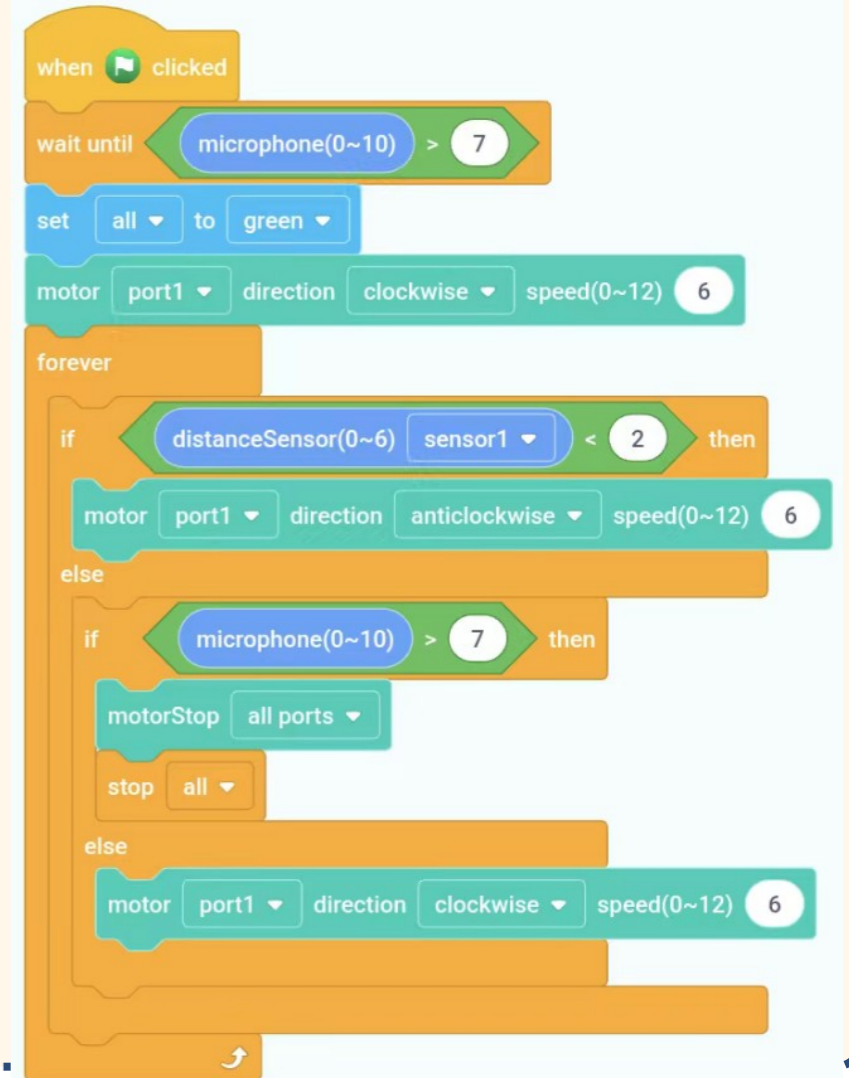 when clicked
wait until microphone(0~10) > 7
set all to green
motor port1 direction clockwise speed(0~12) 6
forever
if distanceSensor(0~6) sensor1 < 2 then
motor port1 direction anticlockwise speed(0~12) 6
else
if microphone(0~10) > 7 then
motorStop all ports
stop all
else
motor port1 direction clockwise speed(0~12) 6